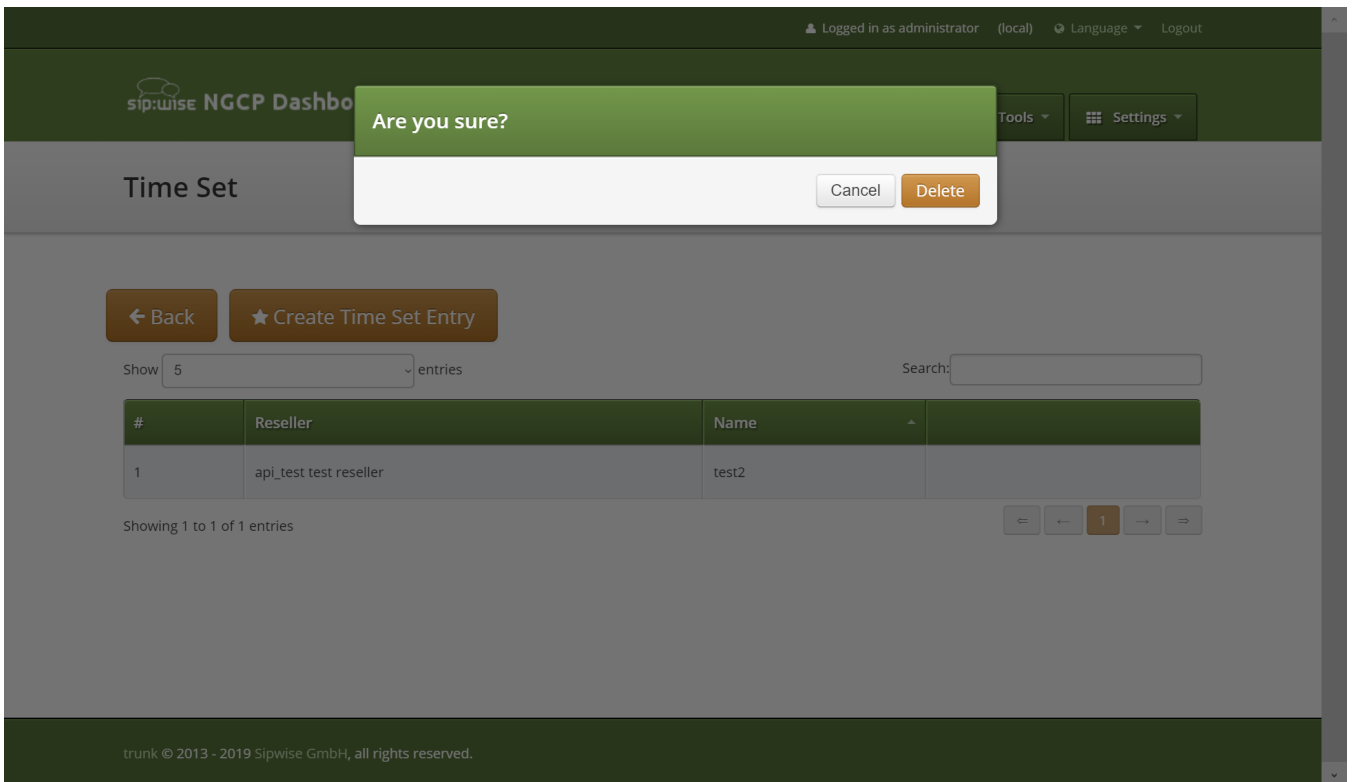 Logged in as administrator (local) Language Logout
sip:wise NGCP Dashbo
Tools Settings
Are you sure?
Cancel Delete
Time Set
Back Create Time Set Entry
Show 5 entries Search:
# Reseller Name
1 api_test test reseller test2
Showing 1 to 1 of 1 entries ⇐ ← 1 → ⇒
trunk © 2013 - 2019 Sipwise GmbH, all rights reserved.